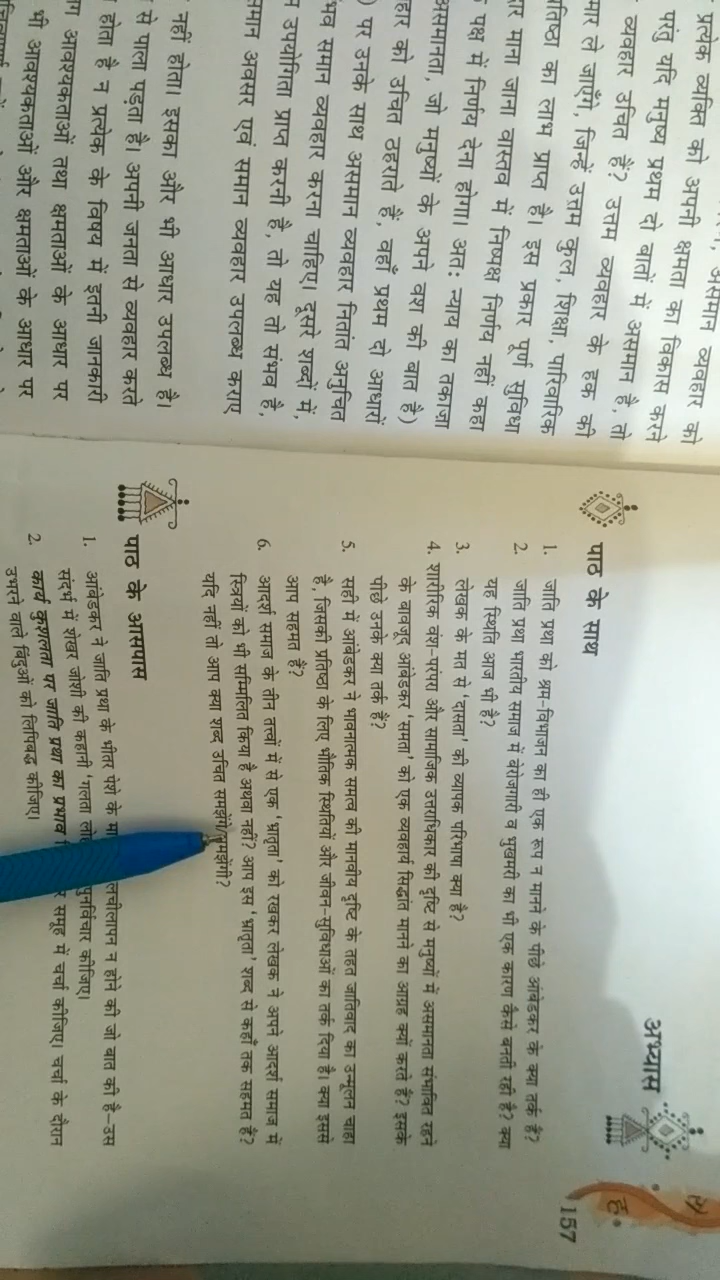 प्रत्येक व्यक्ति को अपनी क्षमता का विकास करने
परंतु यदि मनुष्य प्रथम दो बातों में असमान है, तो
व्यवहार उचित हैं? उत्तम व्यवहार के हक की
मार ले जाएँगे, जिन्हें उत्तम कुल, शिक्षा, पारिवारिक
का लाभ प्राप्त है। इस प्रकार पूर्ण सुविधा
माना जाना वास्तव में निष्पक्ष निर्णय नहीं कहा
पक्ष में निर्णय देना होगा। अतः न्याय का तकाजा
असमानता, जो मनुष्यों के अपने वश की बात है)
को उचित ठहराते हैं, वहाँ प्रथम दो आधारों
पर उनके साथ असमान व्यवहार नितांत अनुचित
समान व्यवहार करना चाहिए। दूसरे शब्दों में,
उपयोगिता प्राप्त करनी है, तो यह तो संभव है,
समान अवसर एवं समान व्यवहार उपलब्ध कराए
नहीं होता। इसका और भी आधार उपलब्ध है।
से पाला पड़ता है। अपनी जनता से व्यवहार करते
होता है न प्रत्येक के विषय में इतनी जानकारी
आवश्यकताओं तथा क्षमताओं के आधार पर
भी आवश्यकताओं और क्षमताओं के आधार पर
अभ्यास
157
पाठ के साथ
1. जाति प्रथा को श्रम-विभाजन का ही एक रूप न मानने के पीछे आंबेडकर के क्या तर्क हैं?
2. जाति प्रथा भारतीय समाज में बेरोजगारी व भुखमरी का भी एक कारण कैसे बनती रही है? क्या
यह स्थिति आज भी है?
3. लेखक के मत से 'दासता' की व्यापक परिभाषा क्या है?
4. शारीरिक वंश-परंपरा और सामाजिक उत्तराधिकार की दृष्टि से मनुष्यों में असमानता संभावित रहने
के बावजूद आंबेडकर 'समता' को एक व्यवहार्य सिद्धांत मानने का आग्रह क्यों करते हैं? इसके
पीछे उनके क्या तर्क हैं?
5. सही में आंबेडकर ने भावनात्मक समत्व की मानवीय दृष्टि के तहत जातिवाद का उन्मूलन चाहा
है, जिसकी प्रतिष्ठा के लिए भौतिक स्थितियों और जीवन-सुविधाओं का तर्क दिया है। क्या इससे
आप सहमत हैं?
6. आदर्श समाज के तीन तत्त्वों में से एक 'भ्रातृता' को रखकर लेखक ने अपने आदर्श समाज में
स्त्रियों को भी सम्मिलित किया है अथवा नहीं? आप इस 'भ्रातृता' शब्द से कहाँ तक सहमत हैं?
यदि नहीं तो आप क्या शब्द उचित समझेंगे/समझेंगी?
पाठ के आसपास
1. आंबेडकर ने जाति प्रथा के भीतर पेशे के लचीलापन न होने की जो बात की है–उस
संदर्भ में शेखर जोशी की कहानी 'गलता पुनर्विचार कीजिए।
2. कार्य कुशलता पर जाति प्रथा का प्रभाव समूह में चर्चा कीजिए। चर्चा के दौरान
उभरने वाले बिंदुओं को लिपिबद्ध कीजिए।